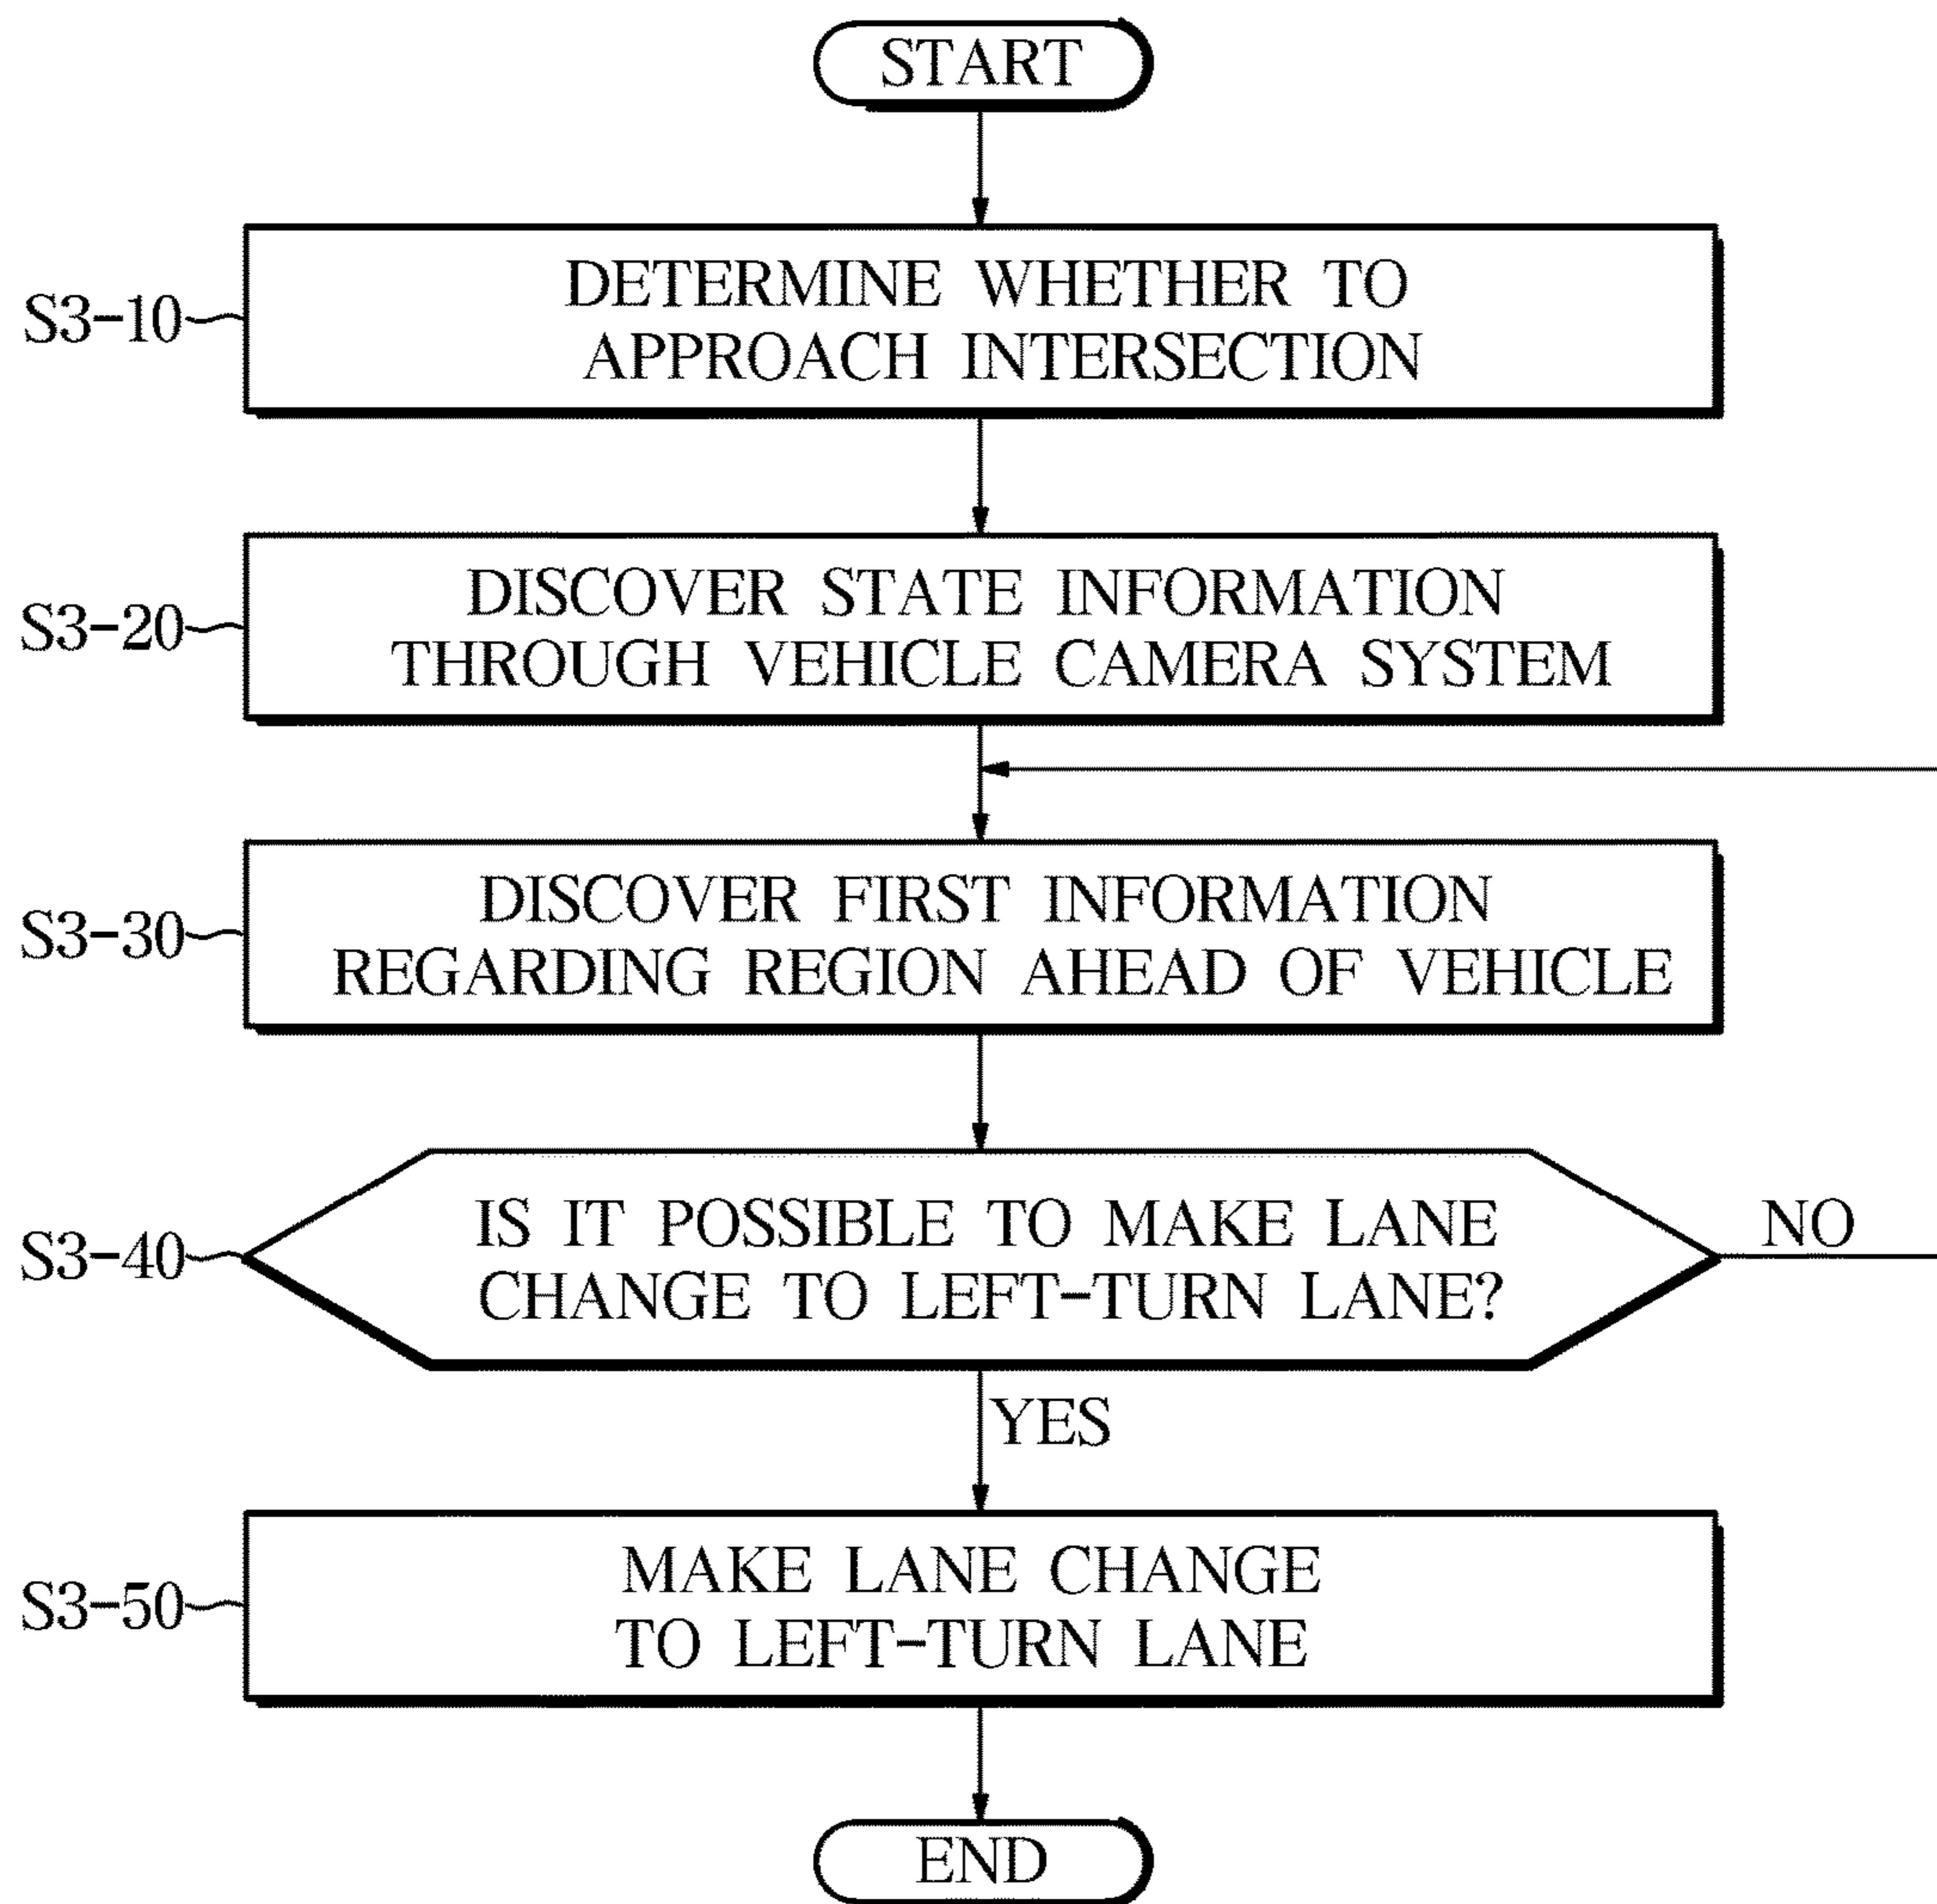 START
S3-10
DETERMINE WHETHER TO
APPROACH INTERSECTION
S3-20
DISCOVER STATE INFORMATION
THROUGH VEHICLE CAMERA SYSTEM
S3-30
DISCOVER FIRST INFORMATION
REGARDING REGION AHEAD OF VEHICLE
S3-40
IS IT POSSIBLE TO MAKE LANE
CHANGE TO LEFT-TURN LANE?
NO
YES
S3-50
MAKE LANE CHANGE
TO LEFT-TURN LANE
END